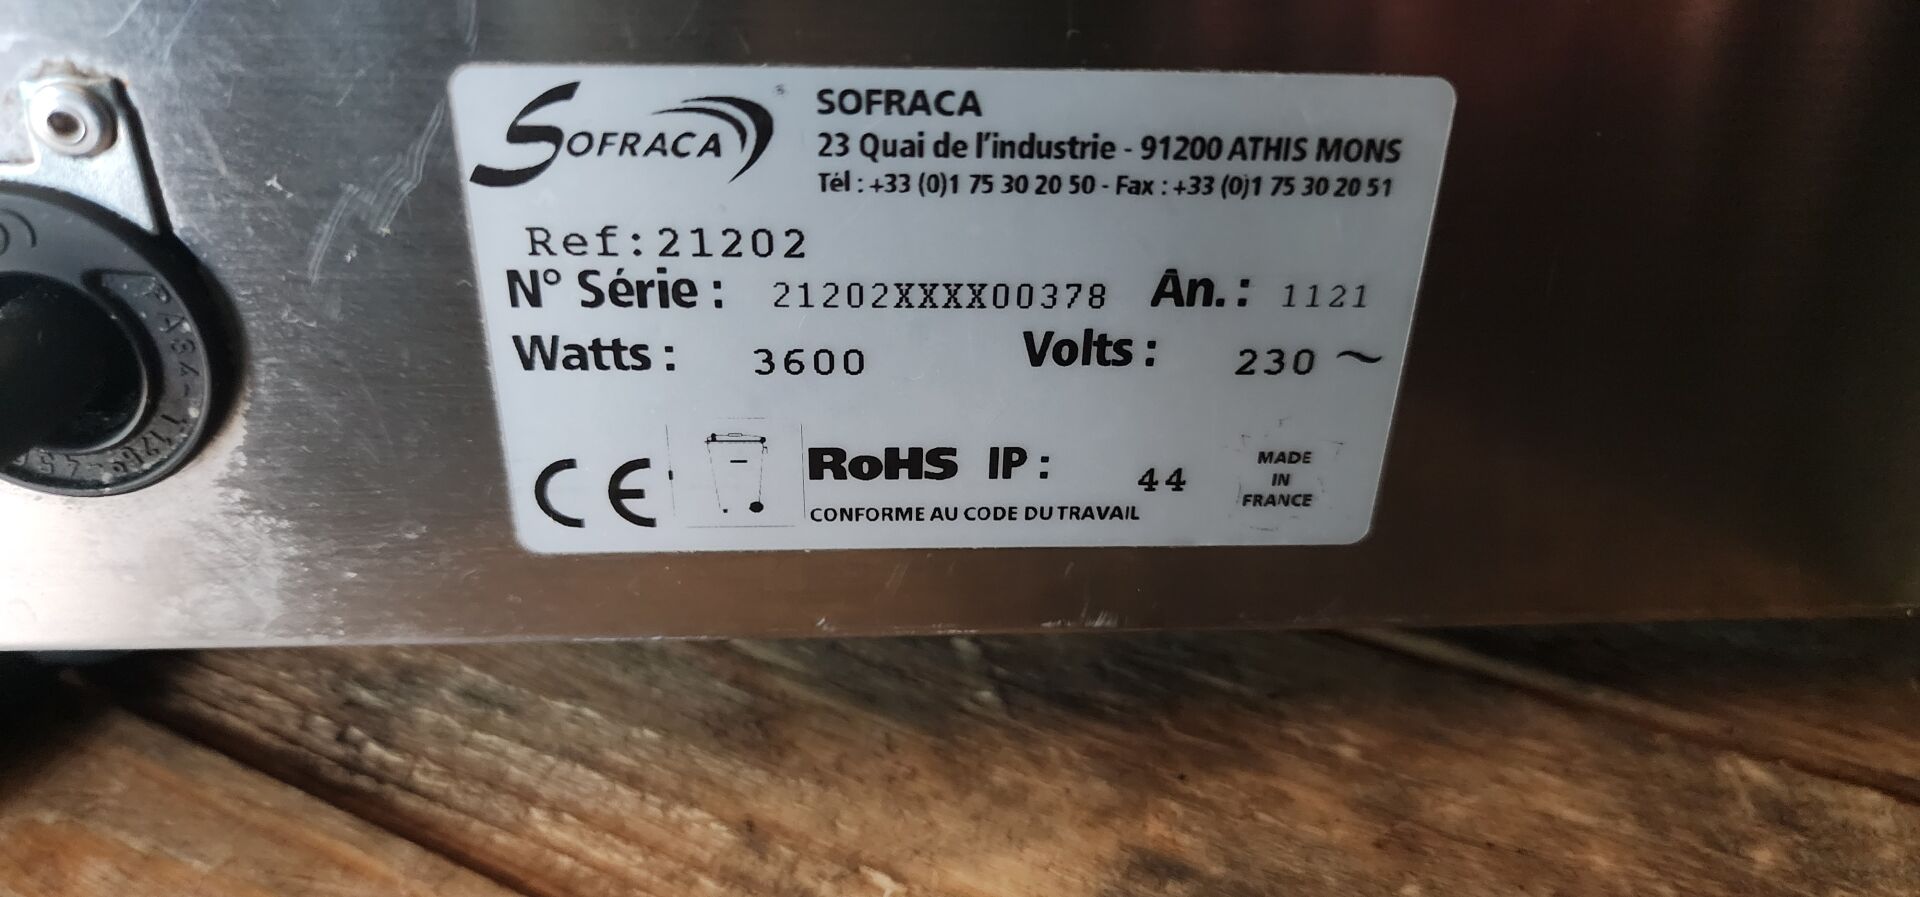 SOFRACA ®
SOFRACA
23 Quai de l'industrie - 91200 ATHIS MONS
Tél : +33 (0)1 75 30 20 50 - Fax : +33 (0)1 75 30 20 51
Ref:21202
N° Série : 21202XXXX00378 An. : 1121
Watts : 3600 Volts : 230 ~
CE RoHS IP : 44
CONFORME AU CODE DU TRAVAIL
MADE
IN
FRANCE